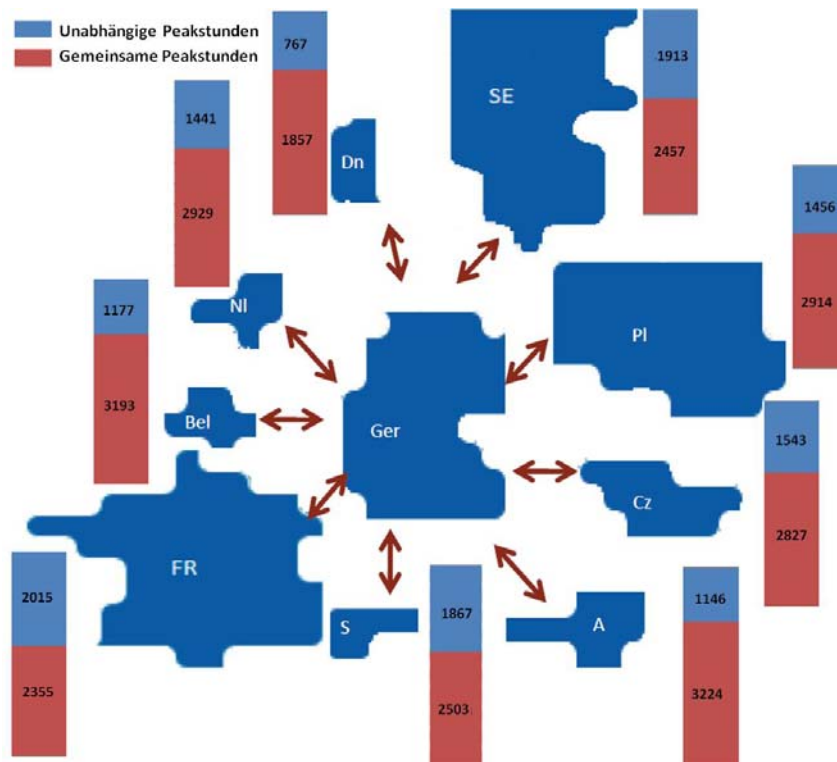 Unabhängige Peakstunden
Gemeinsame Peakstunden
767
1857
1913
2457
SE
1441
2929
Dn
1456
2914
1177
3193
Nl
Pl
Bel
Ger
1543
2827
Cz
FR
2015
2355
S
1867
2503
A
1146
3224